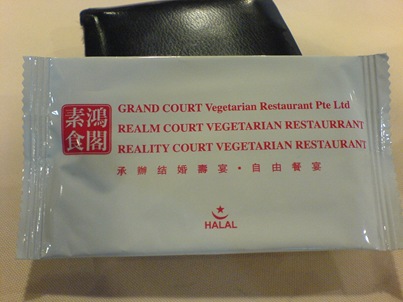 鴻閣
素食
GRAND COURT Vegetarian Restaurant Pte Ltd
REALM COURT VEGETARIAN RESTAURRANT
REALITY COURT VEGETARIAN RESTAURANT
承辦結婚壽宴・自由餐宴
HALAL